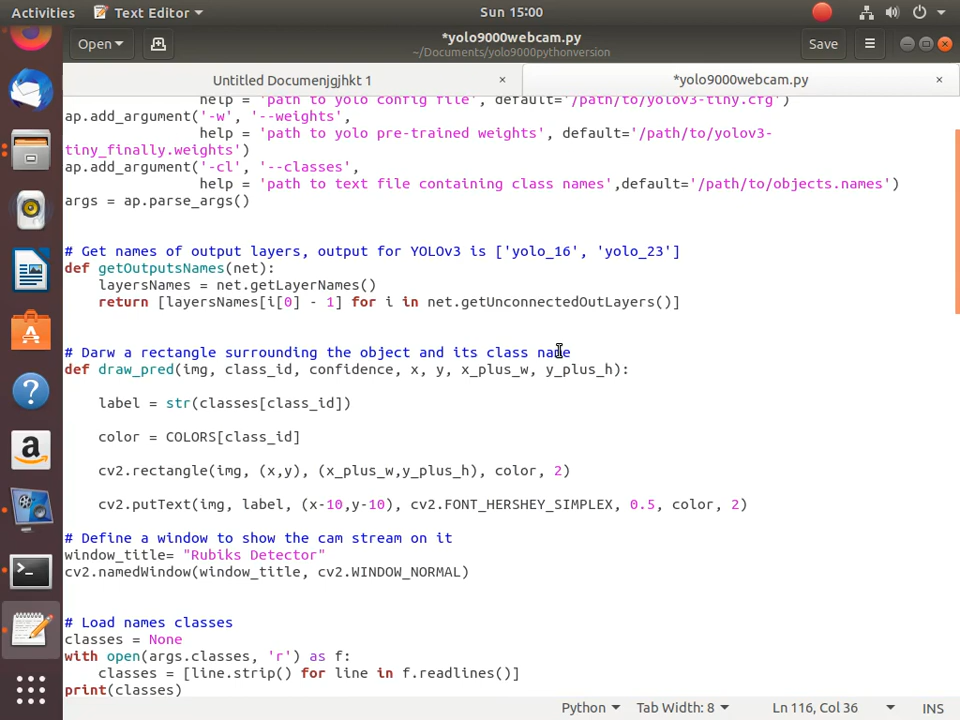 Activities Text Editor Sun 15:00
Open *yolo9000webcam.py Save
~/Documents/yolo9000pythonversion
Untitled Documenjgjhkt 1 × *yolo9000webcam.py ×
help = 'path to yolo config file', default='/path/to/yolov3-tiny.cfg')
ap.add_argument('-w', '--weights',
help = 'path to yolo pre-trained weights', default='/path/to/yolov3-
tiny_finally.weights')
ap.add_argument('-cl', '--classes',
help = 'path to text file containing class names',default='/path/to/objects.names')
args = ap.parse_args()
# Get names of output layers, output for YOLOv3 is ['yolo_16', 'yolo_23']
def getOutputsNames(net):
layersNames = net.getLayerNames()
return [layersNames[i[0] - 1] for i in net.getUnconnectedOutLayers()]
# Darw a rectangle surrounding the object and its class name
def draw_pred(img, class_id, confidence, x, y, x_plus_w, y_plus_h):
label = str(classes[class_id])
color = COLORS[class_id]
cv2.rectangle(img, (x,y), (x_plus_w,y_plus_h), color, 2)
cv2.putText(img, label, (x-10,y-10), cv2.FONT_HERSHEY_SIMPLEX, 0.5, color, 2)
# Define a window to show the cam stream on it
window_title= "Rubiks Detector"
cv2.namedWindow(window_title, cv2.WINDOW_NORMAL)
# Load names classes
classes = None
with open(args.classes, 'r') as f:
classes = [line.strip() for line in f.readlines()]
print(classes)
Python Tab Width: 8 Ln 116, Col 36 INS